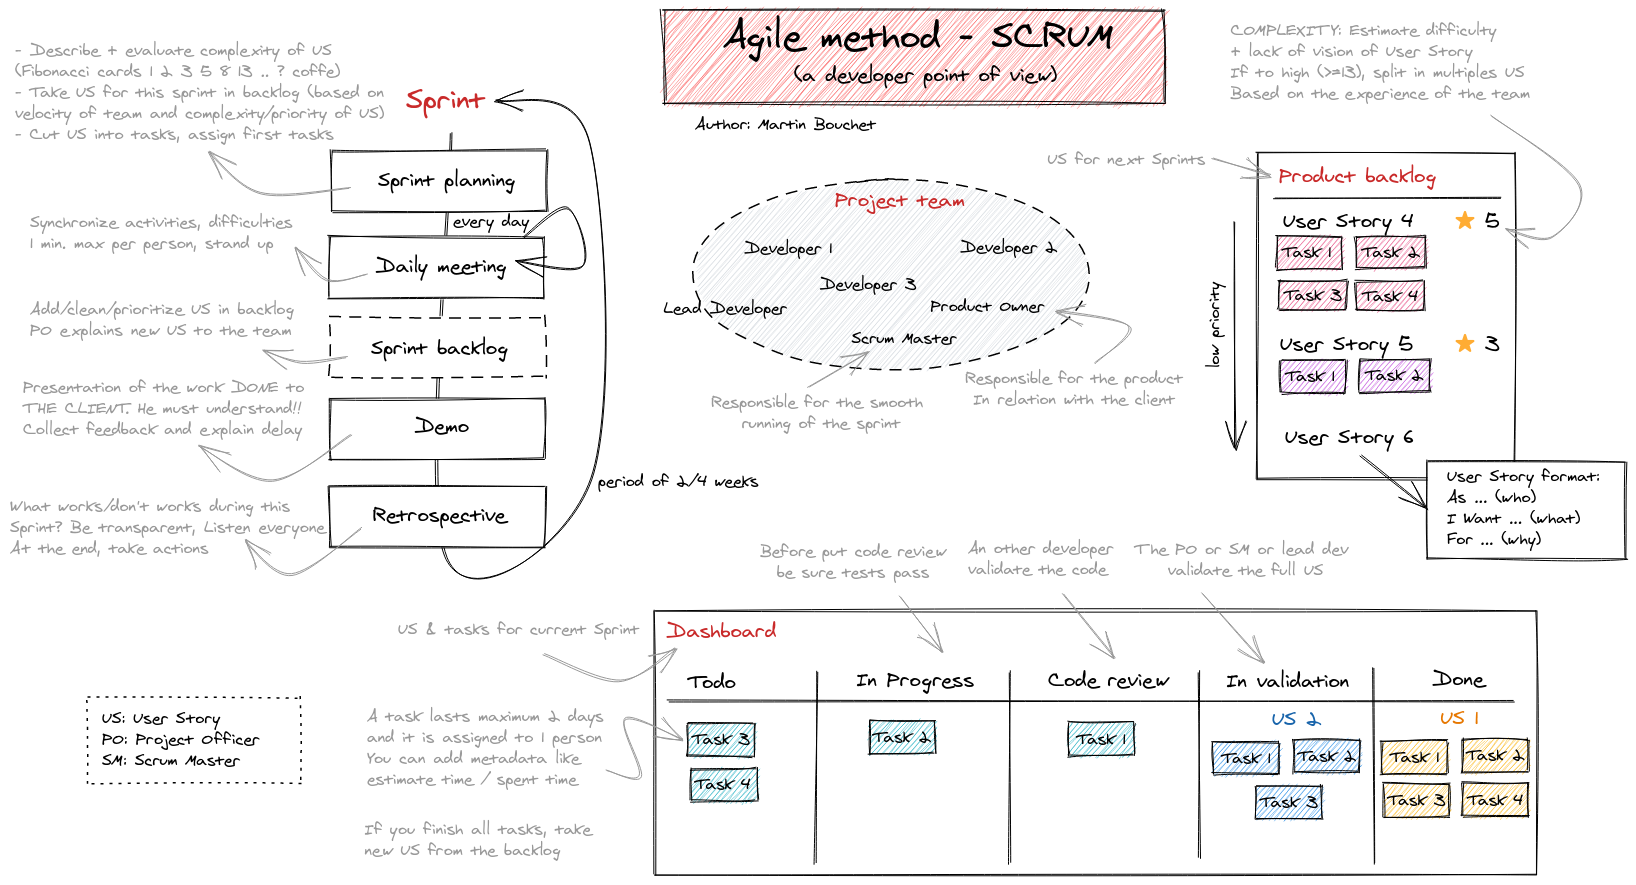 Agile method - SCRUM
(a developer point of view)
Author: Martin Bouchet
- Describe + evaluate complexity of US
(Fibonacci cards 1 2 3 5 8 13 .. ? coffe)
- Take US for this sprint in backlog (based on
velocity of team and complexity/priority of US)
- Cut US into tasks, assign first tasks
Sprint
Sprint planning
every day
Synchronize activities, difficulties
1 min. max per person, stand up
Daily meeting
Add/clean/prioritize US in backlog
PO explains new US to the team
Sprint backlog
Presentation of the work DONE to
THE CLIENT. He must understand!!
Collect feedback and explain delay
Demo
What works/don't works during this
Sprint? Be transparent, Listen everyone
At the end, take actions
Retrospective
period of 2/4 weeks
Project team
Developer 1
Developer 2
Developer 3
Lead Developer
Product Owner
Scrum Master
Responsible for the smooth
running of the sprint
Responsible for the product
In relation with the client
COMPLEXITY: Estimate difficulty
+ lack of vision of User Story
If to high (>=13), split in multiples US
Based on the experience of the team
US for next Sprints
Product backlog
low priority
User Story 4
5
Task 1
Task 2
Task 3
Task 4
User Story 5
3
Task 1
Task 2
User Story 6
User Story format:
As ... (who)
I Want ... (what)
For ... (why)
Before put code review
be sure tests pass
An other developer
validate the code
The PO or SM or lead dev
validate the full US
US & tasks for current Sprint
Dashboard
Todo
In Progress
Code review
In validation
Done
Task 3
Task 4
Task 2
Task 1
US 2
Task 1
Task 2
Task 3
US 1
Task 1
Task 2
Task 3
Task 4
A task lasts maximum 2 days
and it is assigned to 1 person
You can add metadata like
estimate time / spent time
If you finish all tasks, take
new US from the backlog
US: User Story
PO: Project Officer
SM: Scrum Master